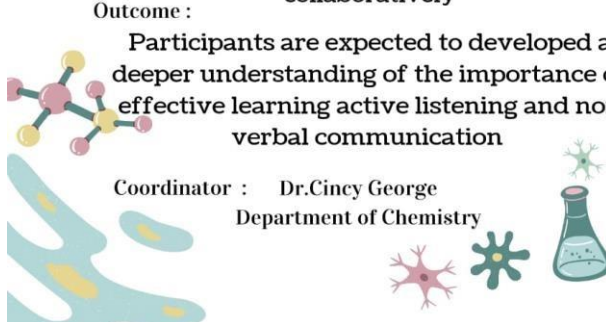 collaboratively
Outcome :
Participants are expected to developed a
deeper understanding of the importance
effective learning active listening and
verbal communication
Coordinator : Dr.Cincy George
Department of Chemistry